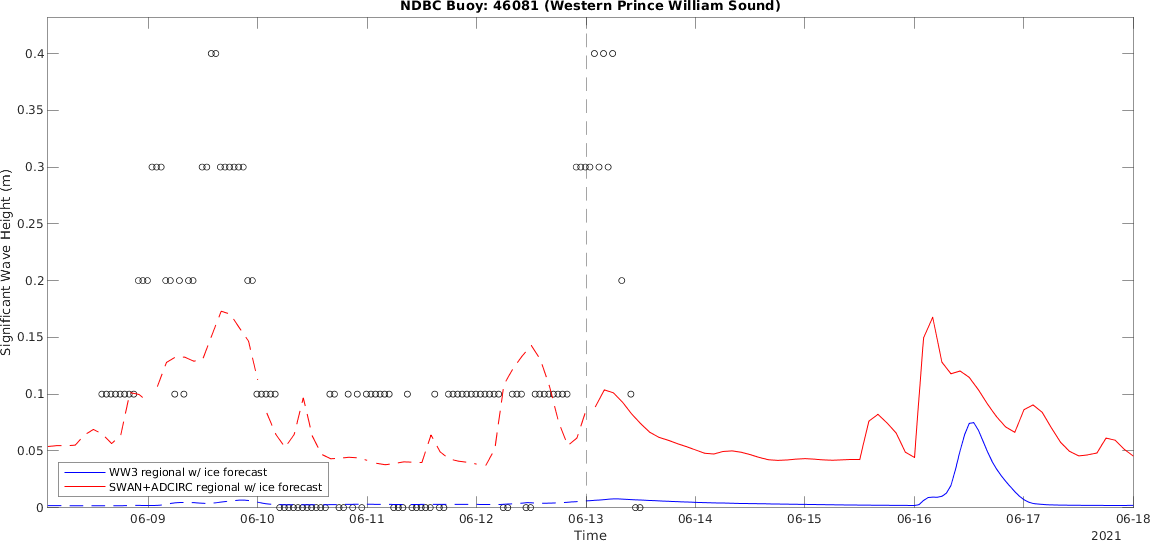 NDBC Buoy: 46081 (Western Prince William Sound)
Significant Wave Height (m)
0.4
0.35
0.3
0.25
0.2
0.15
0.1
0.05
0
WW3 regional w/ ice forecast
SWAN+ADCIRC regional w/ ice forecast
06-09 06-10 06-11 06-12 06-13 06-14 06-15 06-16 06-17 06-18
Time
2021